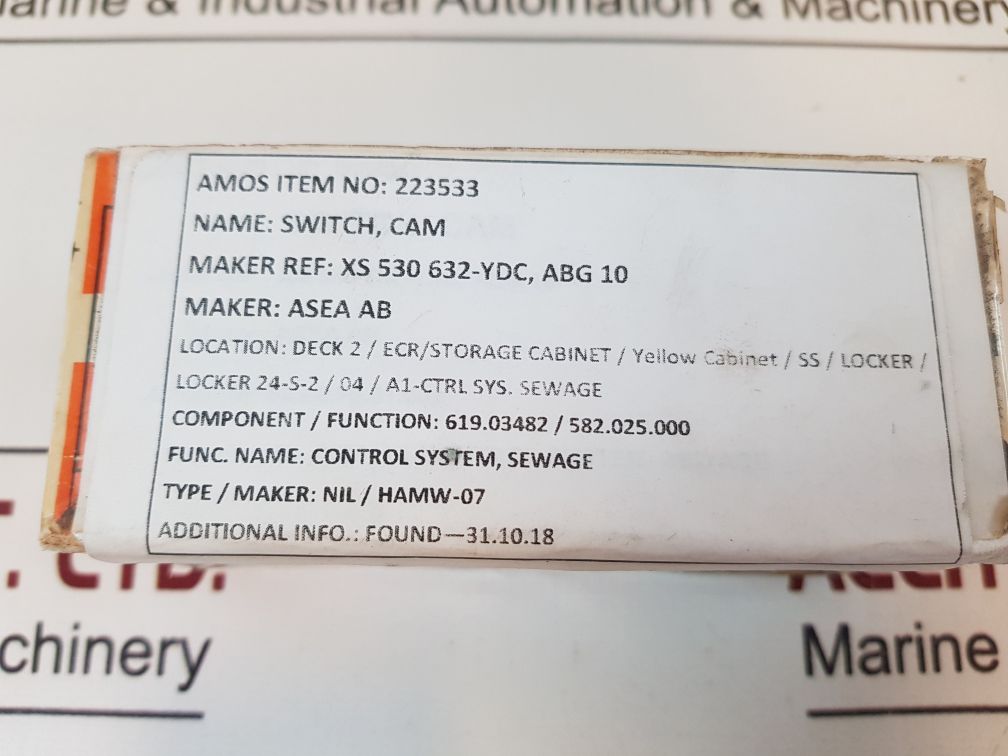 & Industrial Automation & Machinery
AMOS ITEM NO: 223533
NAME: SWITCH, CAM
MAKER REF: XS 530 632-YDC, ABG 10
MAKER: ASEA AB
LOCATION: DECK 2 / ECR/STORAGE CABINET / Yellow Cabinet / SS / LOCKER /
LOCKER 24-S-2 / 04 / A1-CTRL SYS. SEWAGE
COMPONENT / FUNCTION: 619.03482 / 582.025.000
FUNC. NAME: CONTROL SYSTEM, SEWAGE
TYPE / MAKER: NIL / HAMW-07
ADDITIONAL INFO.: FOUND—31.10.18
chinery
Marine